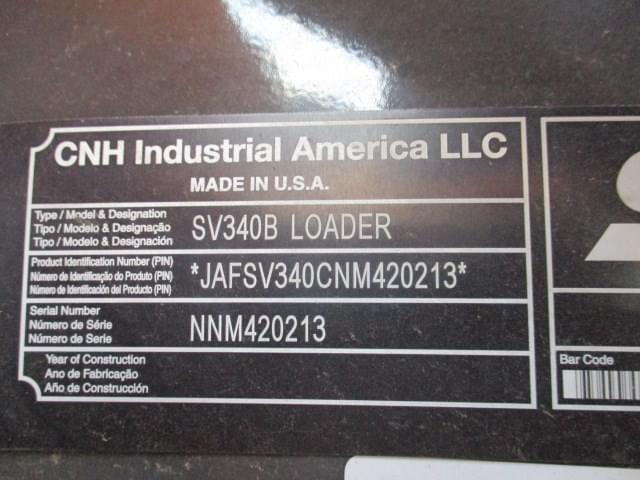 CNH Industrial America LLC
MADE IN U.S.A.
Type / Model & Designation
Tipo / Modelo & Designação
Tipo / Modelo & Designación
SV340B LOADER
Product Identification Number (PIN)
Número de Identificação do Produto (PIN)
Número de Identificación del Producto (PIN)
*JAFSV340CNM420213*
Serial Number
Número de Série
Número de Serie
NNM420213
Year of Construction
Ano de Fabricação
Año de Construcción
Bar Code